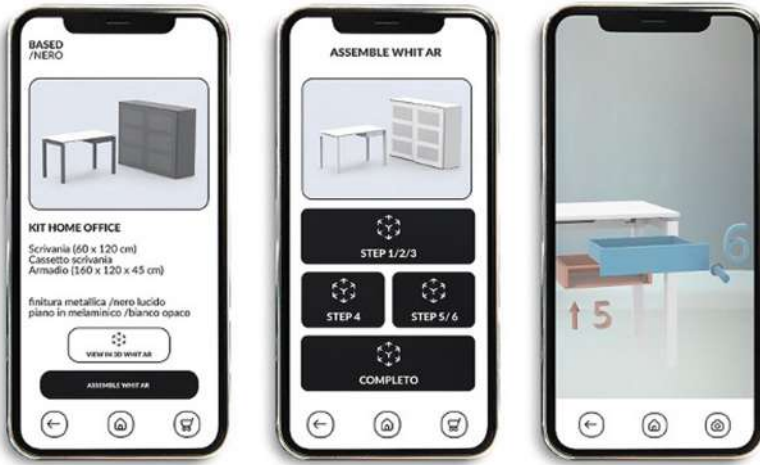 BASED
/NERO
KIT HOME OFFICE
Scrivania (60 x 120 cm)
Cassetto scrivania
Armadio (160 x 120 x 45 cm)
finitura metallica /nero lucido
piano in melaminico /bianco opaco
VIEW IN 3D WHIT AR
ASSEMBLE WHIT AR
ASSEMBLE WHIT AR
STEP 1/2/3
STEP 4
STEP 5/6
COMPLETO
6
5